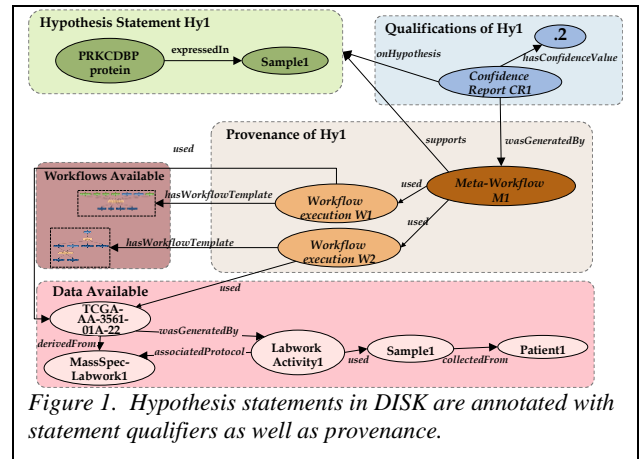 Hypothesis Statement Hy1
PRKCDBP
protein
expressedIn
Sample1
Qualifications of Hy1
.2
onHypothesis
hasConfidenceValue
Confidence
Report CR1
Provenance of Hy1
supports
wasGeneratedBy
used
Workflows Available
hasWorkflowTemplate
Workflow
execution W1
used
Meta-Workflow
M1
hasWorkflowTemplate
Workflow
execution W2
used
used
Data Available
TCGA-
AA-3561-
01A-22
wasGeneratedBy
derivedFrom
associatedProtocol
MassSpec-
Labwork1
Labwork
Activity1
used
Sample1
collectedFrom
Patient1
Figure 1. Hypothesis statements in DISK are annotated with
statement qualifiers as well as provenance.